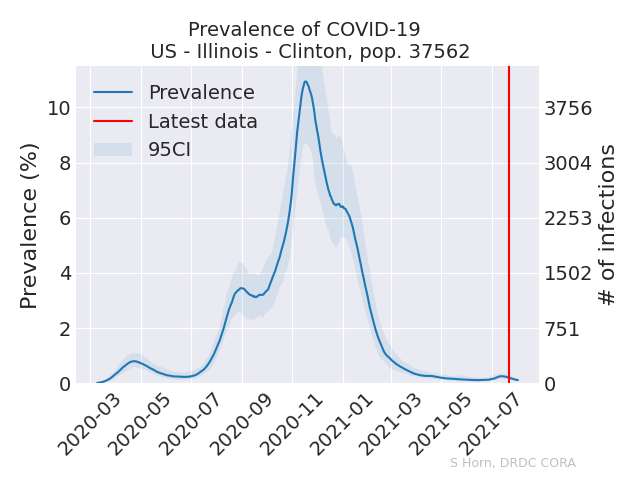 Prevalence of COVID-19
US - Illinois - Clinton, pop. 37562
Prevalence
Latest data
95CI
Prevalence (%)
10
8
6
4
2
0
3756
3004
2253
1502
751
0
# of infections
2020-03
2020-05
2020-07
2020-09
2020-11
2021-01
2021-03
2021-05
2021-07
S Horn, DRDC CORA